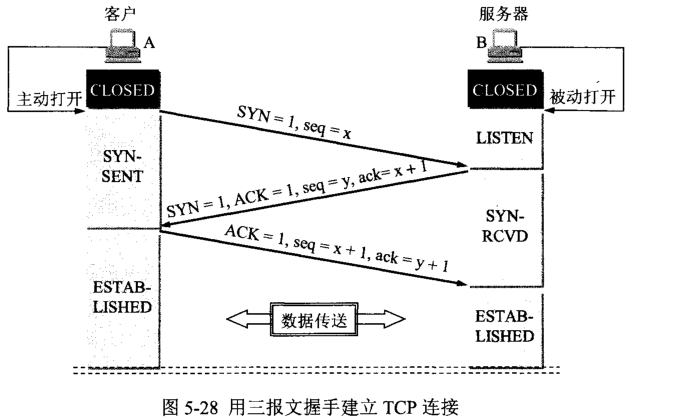 客户
服务器
A
B
主动打开
CLOSED
CLOSED
被动打开
SYN = 1, seq = x
LISTEN
SYN-
SENT
SYN = 1, ACK = 1, seq = y, ack= x + 1
SYN-
RCVD
ACK = 1, seq = x + 1, ack = y + 1
ESTAB-
LISHED
数据传送
ESTAB-
LISHED
图 5-28 用三报文握手建立 TCP 连接